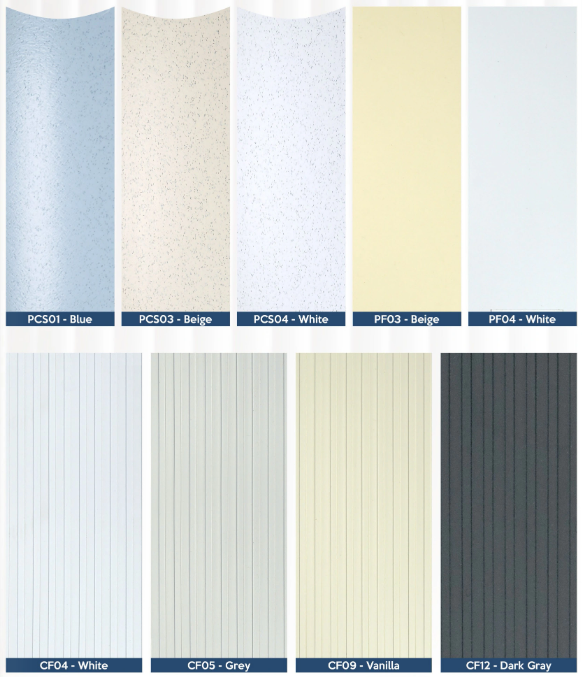 PCS01 - Blue
PCS03 - Beige
PCS04 - White
PF03 - Beige
PF04 - White
CF04 - White
CF05 - Grey
CF09 - Vanilla
CF12 - Dark Gray